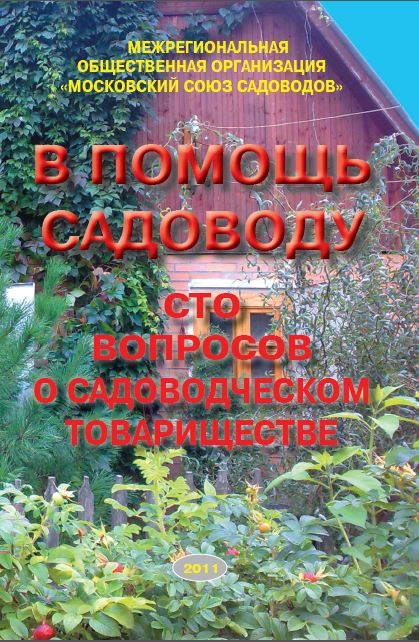 МЕЖРЕГИОНАЛЬНАЯ
ОБЩЕСТВЕННАЯ ОРГАНИЗАЦИЯ
«МОСКОВСКИЙ СОЮЗ САДОВОДОВ»
В ПОМОЩЬ
САДОВОДУ
СТО
ВОПРОСОВ
О САДОВОДЧЕСКОМ
ТОВАРИЩЕСТВЕ
2011